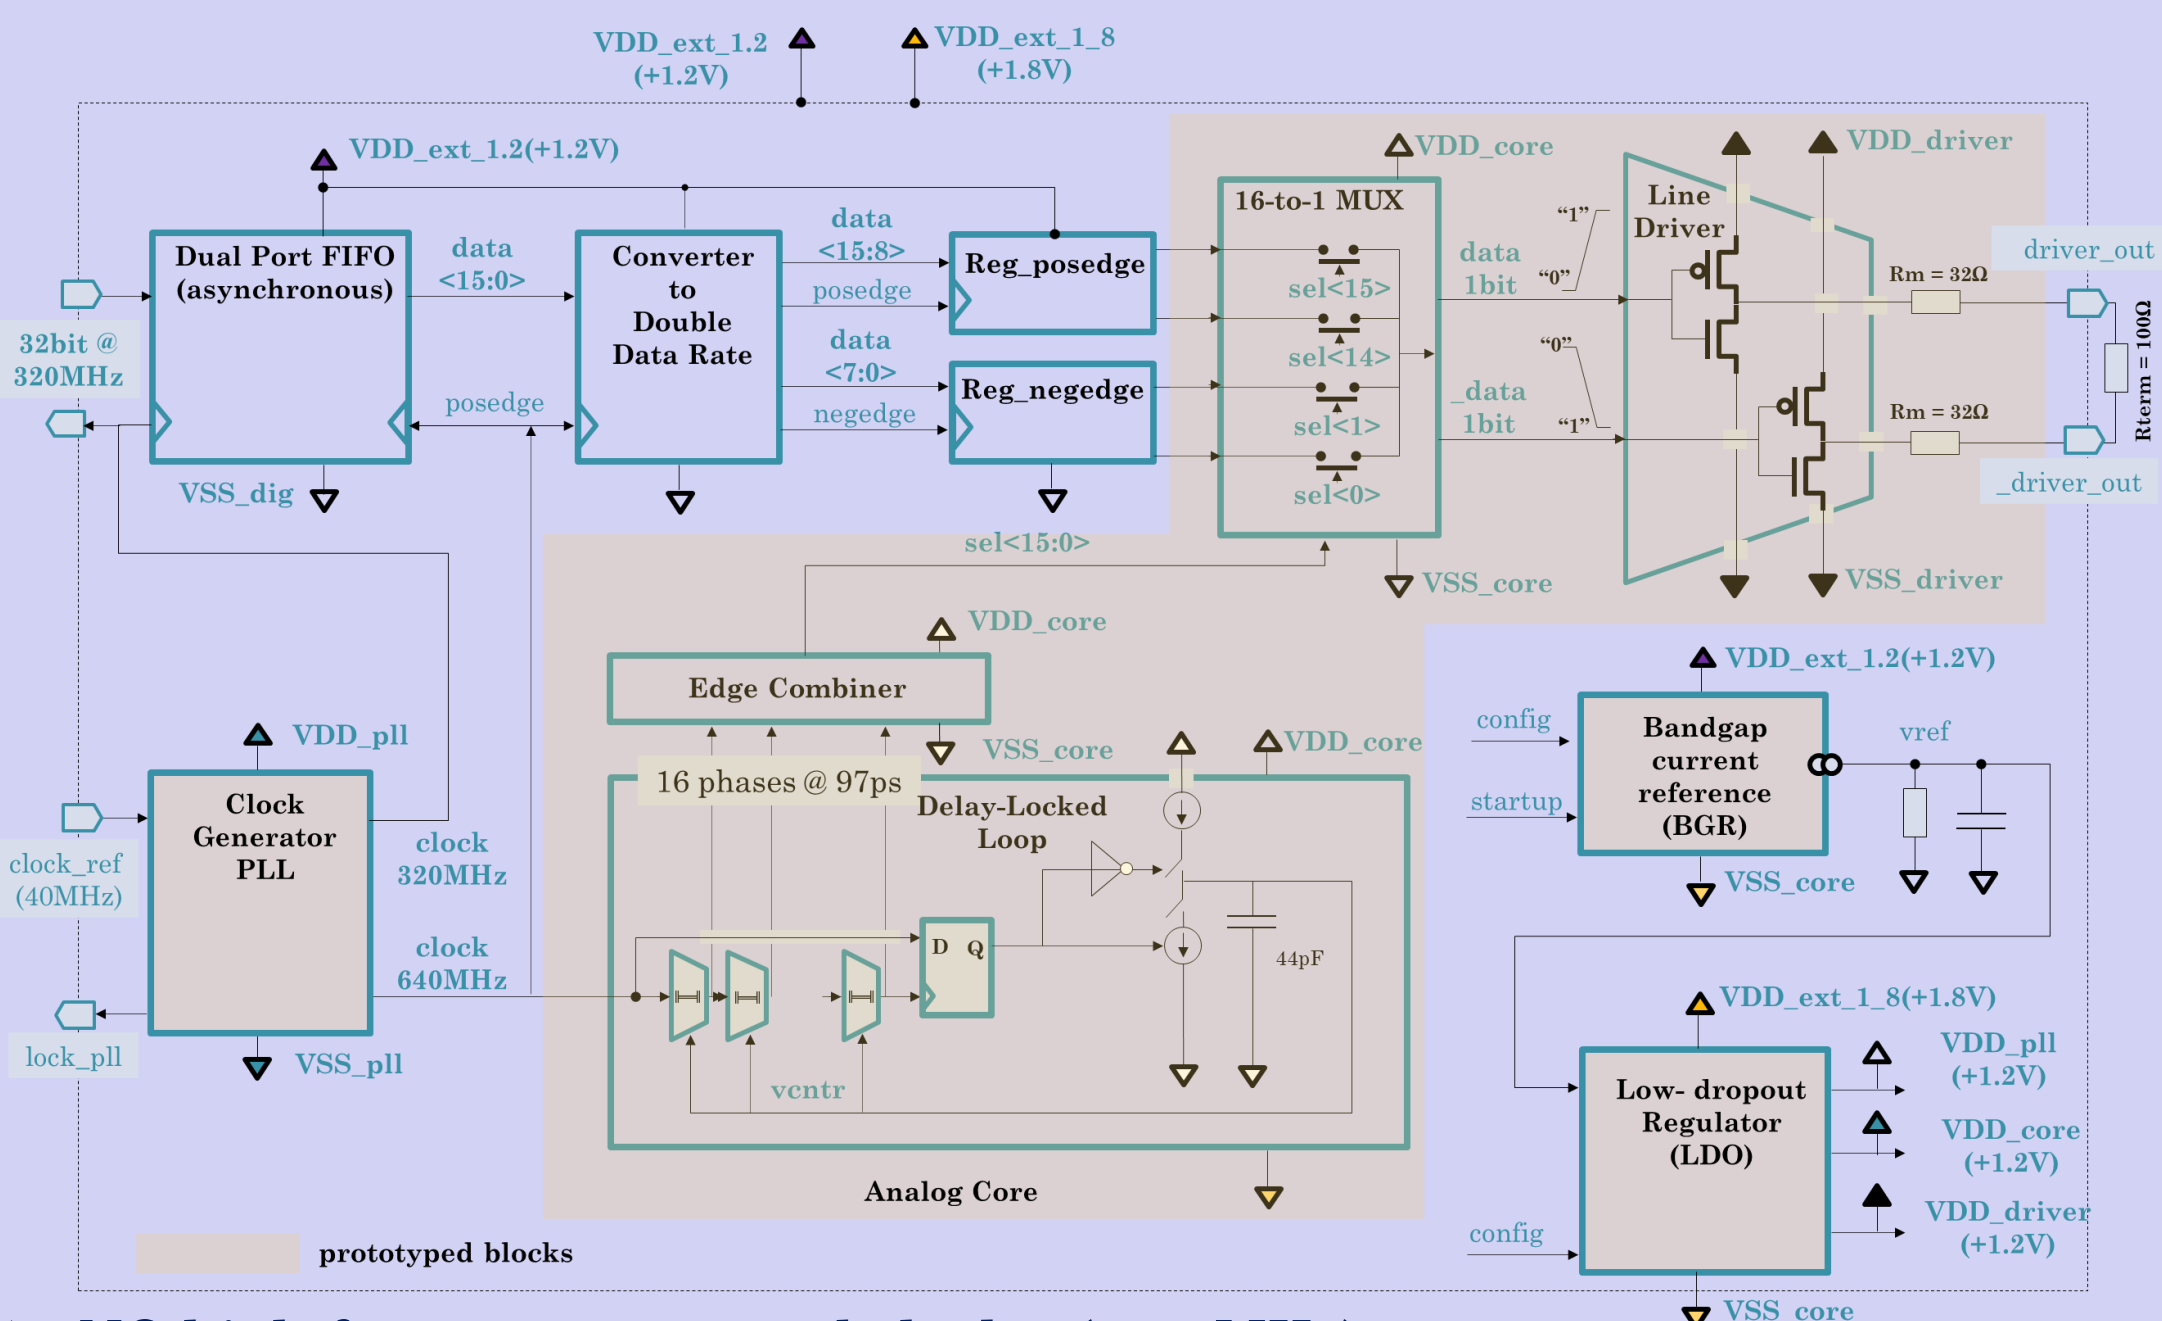 VDD_ext_1.2
(+1.2V)
VDD_ext_1_8
(+1.8V)
VDD_ext_1.2(+1.2V)
Dual Port FIFO
(asynchronous)
32bit @
320MHz
VSS_dig
data
<15:0>
posedge
Converter
to
Double
Data Rate
data
<15:8>
posedge
data
<7:0>
negedge
Reg_posedge
Reg_negedge
VDD_core
16-to-1 MUX
sel<15>
sel<14>
sel<1>
sel<0>
VSS_core
sel<15:0>
data
1bit
“1”
“0”
_data
1bit
“0”
“1”
Line
Driver
VDD_driver
VSS_driver
Rm = 32Ω
Rm = 32Ω
driver_out
Rterm = 100Ω
_driver_out
VDD_core
Edge Combiner
VSS_core
VDD_core
16 phases @ 97ps
Delay-Locked
Loop
D Q
44pF
vcntr
Analog Core
VDD_pll
Clock
Generator
PLL
clock_ref
(40MHz)
lock_pll
VSS_pll
clock
320MHz
clock
640MHz
VDD_ext_1.2(+1.2V)
config
startup
Bandgap
current
reference
(BGR)
vref
VSS_core
VDD_ext_1_8(+1.8V)
Low- dropout
Regulator
(LDO)
config
VDD_pll
(+1.2V)
VDD_core
(+1.2V)
VDD_driver
(+1.2V)
VSS_core
prototyped blocks